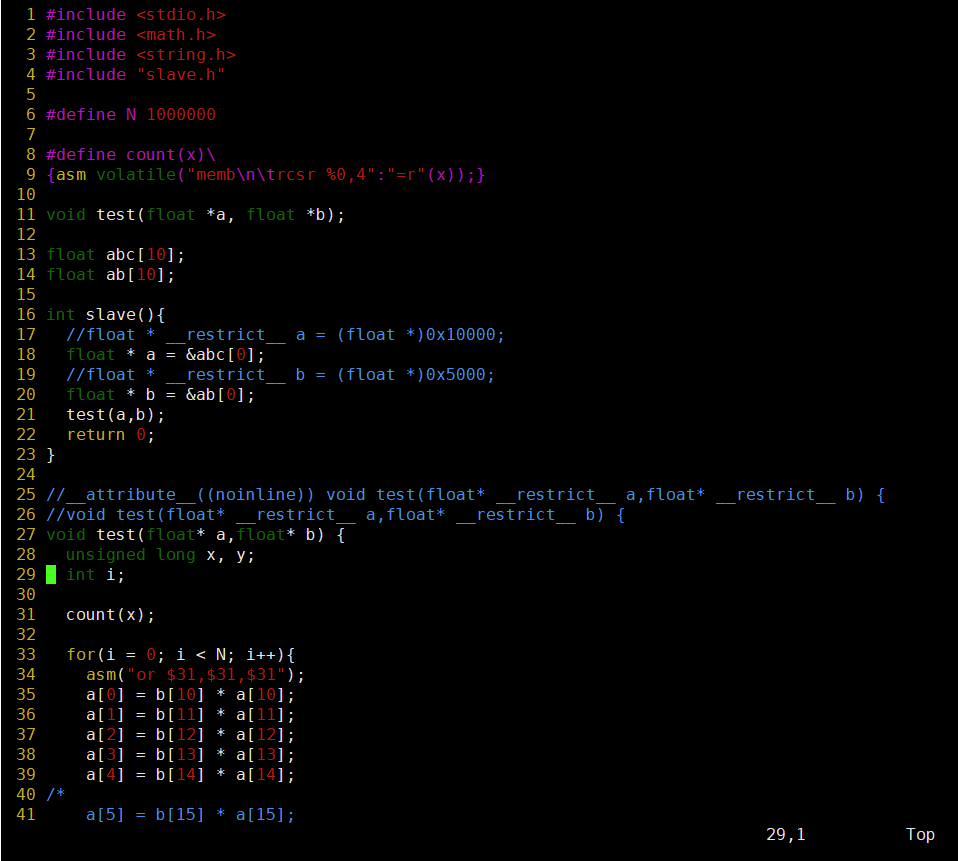 1 #include <stdio.h>
2 #include <math.h>
3 #include <string.h>
4 #include "slave.h"
5
6 #define N 1000000
7
8 #define count(x)\
9 {asm volatile("memb\n\trcsr %0,4":"=r"(x));}
10
11 void test(float *a, float *b);
12
13 float abc[10];
14 float ab[10];
15
16 int slave(){
17   //float * __restrict__ a = (float *)0x10000;
18   float * a = &abc[0];
19   //float * __restrict__ b = (float *)0x5000;
20   float * b = &ab[0];
21   test(a,b);
22   return 0;
23 }
24
25 //__attribute__((noinline)) void test(float* __restrict__ a,float* __restrict__ b) {
26 //void test(float* __restrict__ a,float* __restrict__ b) {
27 void test(float* a,float* b) {
28   unsigned long x, y;
29   int i;
30
31   count(x);
32
33   for(i = 0; i < N; i++){
34     asm("or $31,$31,$31");
35     a[0] = b[10] * a[10];
36     a[1] = b[11] * a[11];
37     a[2] = b[12] * a[12];
38     a[3] = b[13] * a[13];
39     a[4] = b[14] * a[14];
40 /*
41     a[5] = b[15] * a[15];
29,1 Top